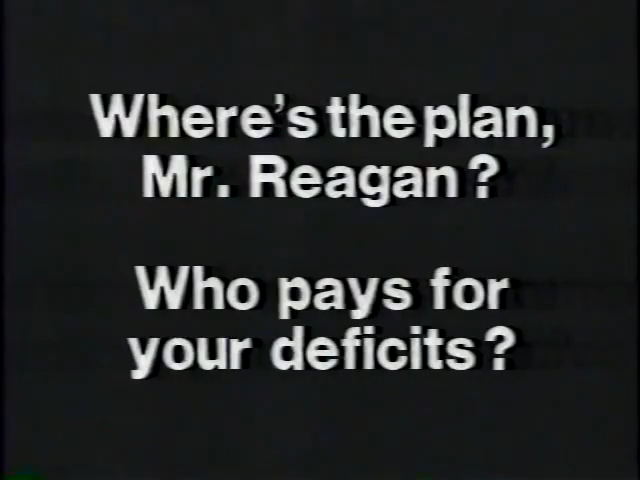 Where's the plan,
Mr. Reagan?
Who pays for
your deficits?